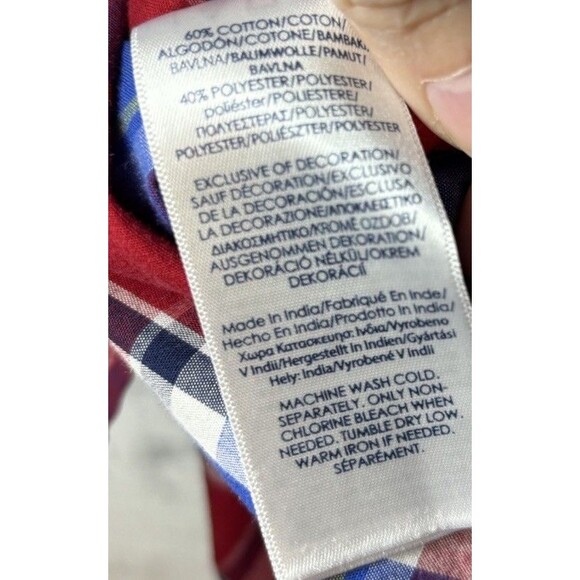 60% COTTON/COTON/
ALGODÓN/COTONE/BAMBAKI
BAVLNA/BAUMWOLLE/PAMUT/
BAVLNA
40% POLYESTER/POLYESTER/
poliéster/POLIESTERE/
ΠΟΛΥΕΣΤΕΡΑΣ/POLYESTER/
POLYESTER/POLIÉSZTER/POLYESTER
EXCLUSIVE OF DECORATION/
SAUF DÉCORATION/EXCLUSIVO
DE LA DECORACIÓN/ESCLUSA
LA DECORAZIONE/ΑΠΟΚΛΕΙΣΤΙΚΟ
ΔΙΑΚΟΣΜΗΤΙΚΟ/KROMĚ OZDOB/
AUSGENOMMEN DEKORATION/
DEKORÁCIÓ NÉLKÜL/OKREM
DEKORÁCIÍ
Made In India/Fabriqué En Inde/
Hecho En India/Prodotto In India/
Χωρα Κατασκευησ: Ινδια/Vyrobeno
V Indii/Hergestellt In Indien/Gyártási
Hely: India/Vyrobené V Indii
MACHINE WASH COLD.
SEPARATELY. ONLY NON-
CHLORINE BLEACH WHEN
NEEDED. TUMBLE DRY LOW.
WARM IRON IF NEEDED.
SÉPARÉMENT.